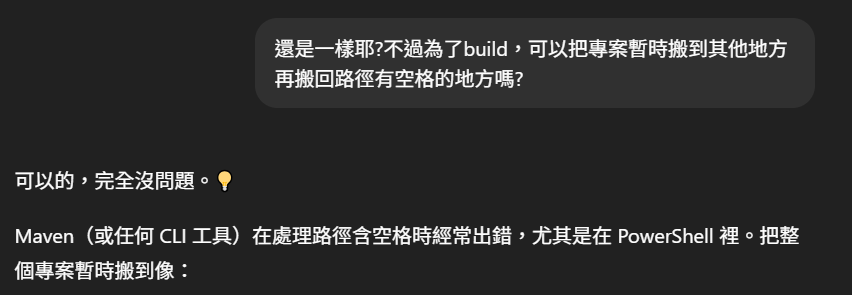 還是一樣耶?不過為了build，可以把專案暫時搬到其他地方
再搬回路徑有空格的地方嗎?
可以的，完全沒問題。💡
Maven（或任何 CLI 工具）在處理路徑含空格時經常出錯，尤其是在 PowerShell 裡。把整
個專案暫時搬到像：